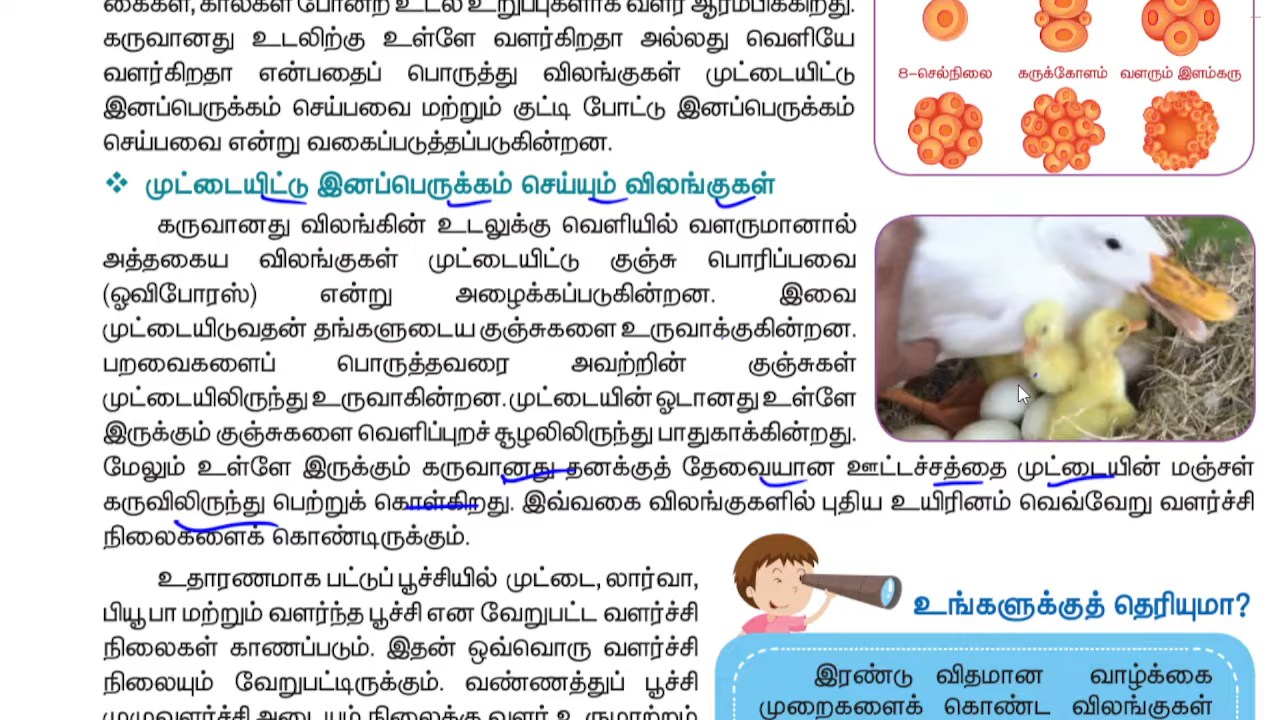 கைகள், கால்கள் போன்ற உடல் உறுப்புகளாக வளர ஆரம்பிக்கிறது.
கருவானது உடலிற்கு உள்ளே வளர்கிறதா அல்லது வெளியே
வளர்கிறதா என்பதைப் பொருத்து விலங்குகள் முட்டையிட்டு
இனப்பெருக்கம் செய்பவை மற்றும் குட்டி போட்டு இனப்பெருக்கம்
செய்பவை என்று வகைப்படுத்தப்படுகின்றன.
8-செல்நிலை கருக்கோளம் வளரும் இளம்கரு
❖ முட்டையிட்டு இனப்பெருக்கம் செய்யும் விலங்குகள்
கருவானது விலங்கின் உடலுக்கு வெளியில் வளருமானால்
அத்தகைய விலங்குகள் முட்டையிட்டு குஞ்சு பொரிப்பவை
(ஓவிபோரஸ்) என்று அழைக்கப்படுகின்றன. இவை
முட்டையிடுவதன் தங்களுடைய குஞ்சுகளை உருவாக்குகின்றன.
பறவைகளைப் பொருத்தவரை அவற்றின் குஞ்சுகள்
முட்டையிலிருந்து உருவாகின்றன. முட்டையின் ஓடானது உள்ளே
இருக்கும் குஞ்சுகளை வெளிப்புறச் சூழலிலிருந்து பாதுகாக்கின்றது.
மேலும் உள்ளே இருக்கும் கருவானது தனக்குத் தேவையான ஊட்டச்சத்தை முட்டையின் மஞ்சள்
கருவிலிருந்து பெற்றுக் கொள்கிறது. இவ்வகை விலங்குகளில் புதிய உயிரினம் வெவ்வேறு வளர்ச்சி
நிலைகளைக் கொண்டிருக்கும்.
உதாரணமாக பட்டுப் பூச்சியில் முட்டை, லார்வா,
பியூபா மற்றும் வளர்ந்த பூச்சி என வேறுபட்ட வளர்ச்சி
நிலைகள் காணப்படும். இதன் ஒவ்வொரு வளர்ச்சி
நிலையும் வேறுபட்டிருக்கும். வண்ணத்துப் பூச்சி
முழுவளர்ச்சி அடையும் நிலைக்கு வளர் உருமாற்றம்
உங்களுக்குத் தெரியுமா?
இரண்டு விதமான வாழ்க்கை
முறைகளைக் கொண்ட விலங்குகள்